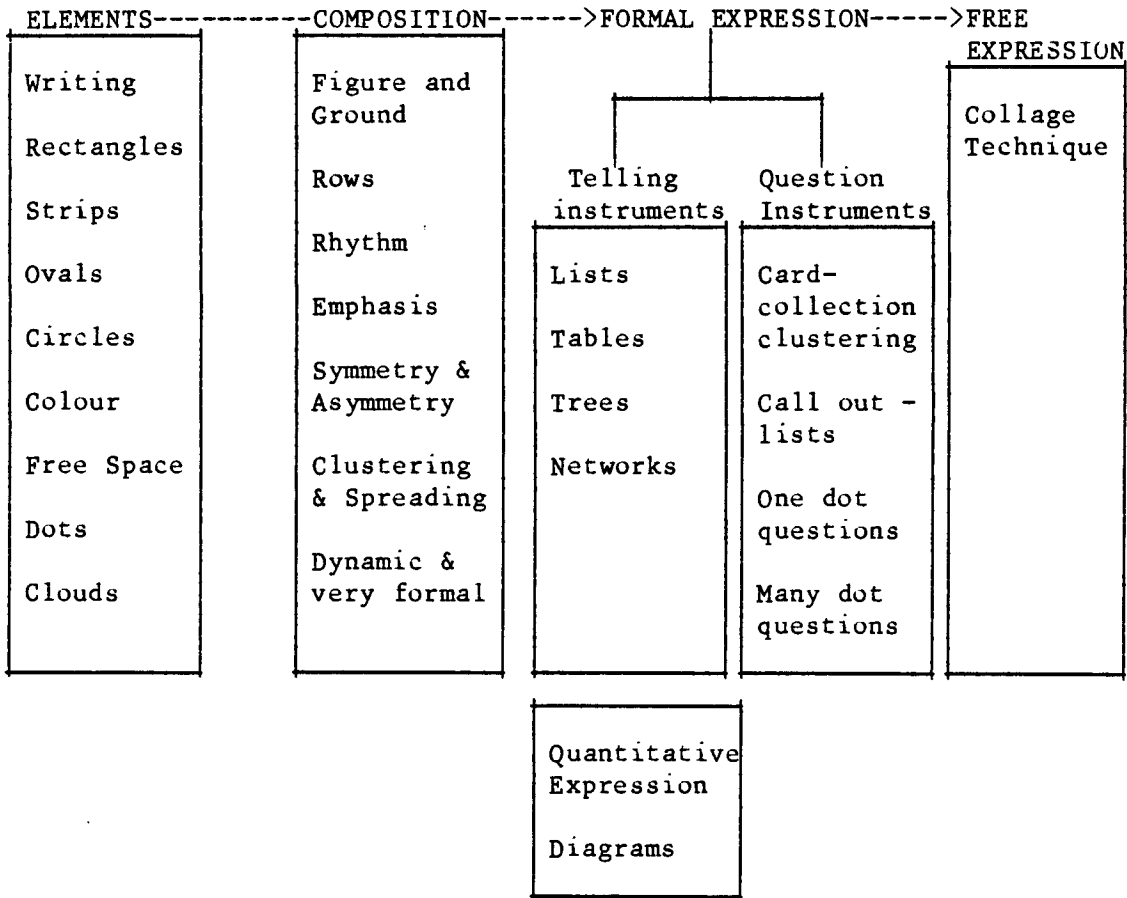 ELEMENTS-----------COMPOSITION------>FORMAL EXPRESSION----->FREE
EXPRESSION
Writing
Rectangles
Strips
Ovals
Circles
Colour
Free Space
Dots
Clouds
Figure and
Ground
Rows
Rhythm
Emphasis
Symmetry &
Asymmetry
Clustering
& Spreading
Dynamic &
very formal
Telling
instruments
Lists
Tables
Trees
Networks
Question
Instruments
Card-
collection
clustering
Call out -
lists
One dot
questions
Many dot
questions
Collage
Technique
Quantitative
Expression
Diagrams